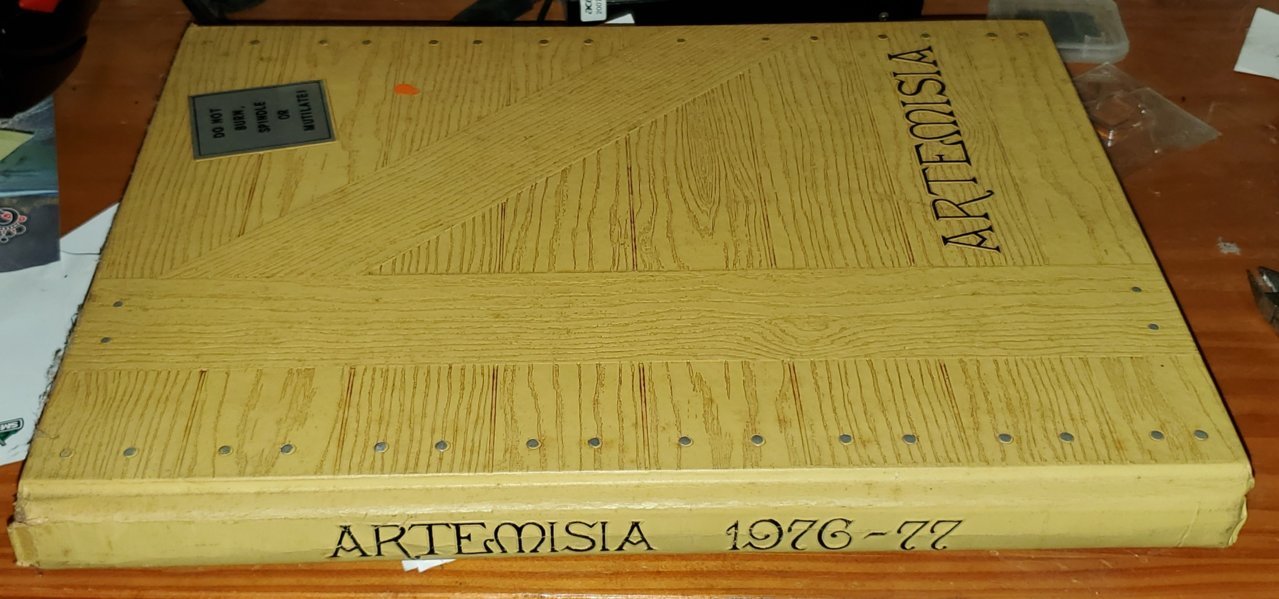 DO NOT
BURN,
SPINDLE
OR
MUTILATE!
ARTEMISIA
ARTEMISIA 1976-77